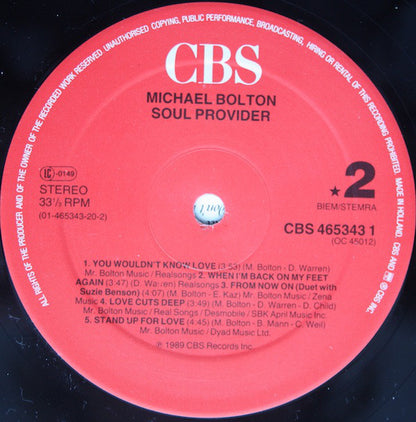 ALL RIGHTS OF THE PRODUCER AND OF THE OWNER OF THE RECORDED WORK RESERVED. UNAUTHORISED COPYING, PUBLIC PERFORMANCE, BROADCASTING, HIRING OR RENTAL OF THIS RECORDING PROHIBITED. MADE IN HOLLAND. CBS AND ARE CBS INC.
CBS
MICHAEL BOLTON
SOUL PROVIDER
LC -0149
STEREO
33⅓ RPM
(01-465343-20-2)
★2
BIEM/STEMRA
CBS 465343 1
(OC 45012)
1. YOU WOULDN'T KNOW LOVE (3:53) (M. Bolton - D. Warren)
Mr. Bolton Music / Realsongs 2. WHEN I'M BACK ON MY FEET
AGAIN (3:47) (D. Warren) Realsongs 3. FROM NOW ON (Duet with
Suzie Benson) (4:07) (M. Bolton - E. Kaz) Mr. Bolton Music / Zena
Music 4. LOVE CUTS DEEP (3:49) (M. Bolton - D. Warren - D. Child)
Mr. Bolton Music / Real Songs / Desmobile / SBK April Music Inc
5. STAND UP FOR LOVE (4:45) (M. Bolton - B. Mann - C. Weil)
Mr. Bolton Music / Dyad Music Ltd.
℗ 1989 CBS Records Inc.